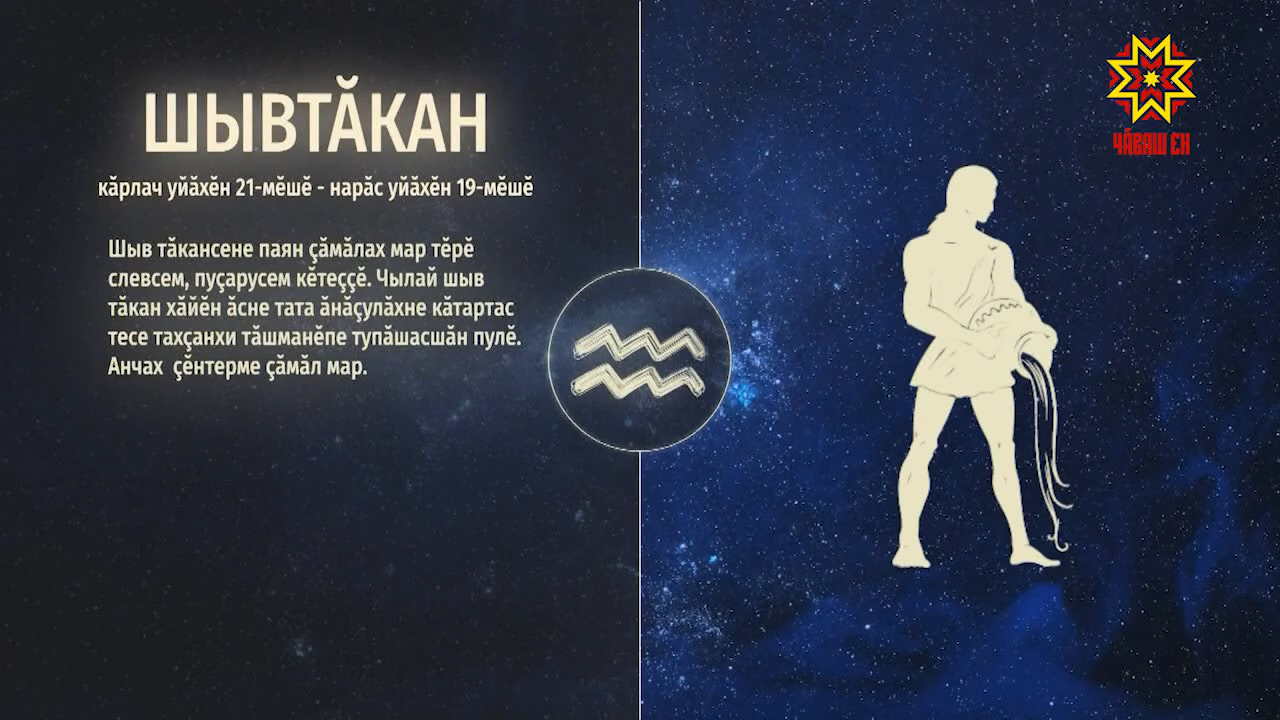 ШЫВТӐКАН
кӑрлач уйӑхӗн 21-мӗшӗ - нарӑс уйӑхӗн 19-мӗшӗ
Шыв тӑкансене паян ҫӑмӑлах мар тӗрӗ
слевсем, пуҫарусем кӗтеҫҫӗ. Чылай шыв
тӑкан хӑйӗн ӑсне тата ӑнӑҫулӑхне кӑтартас
тесе тахҫанхи тӑшманӗпе тупӑшасшӑн пулӗ.
Анчах ҫӗнтерме ҫӑмӑл мар.
ЧӐВАШ ЕН